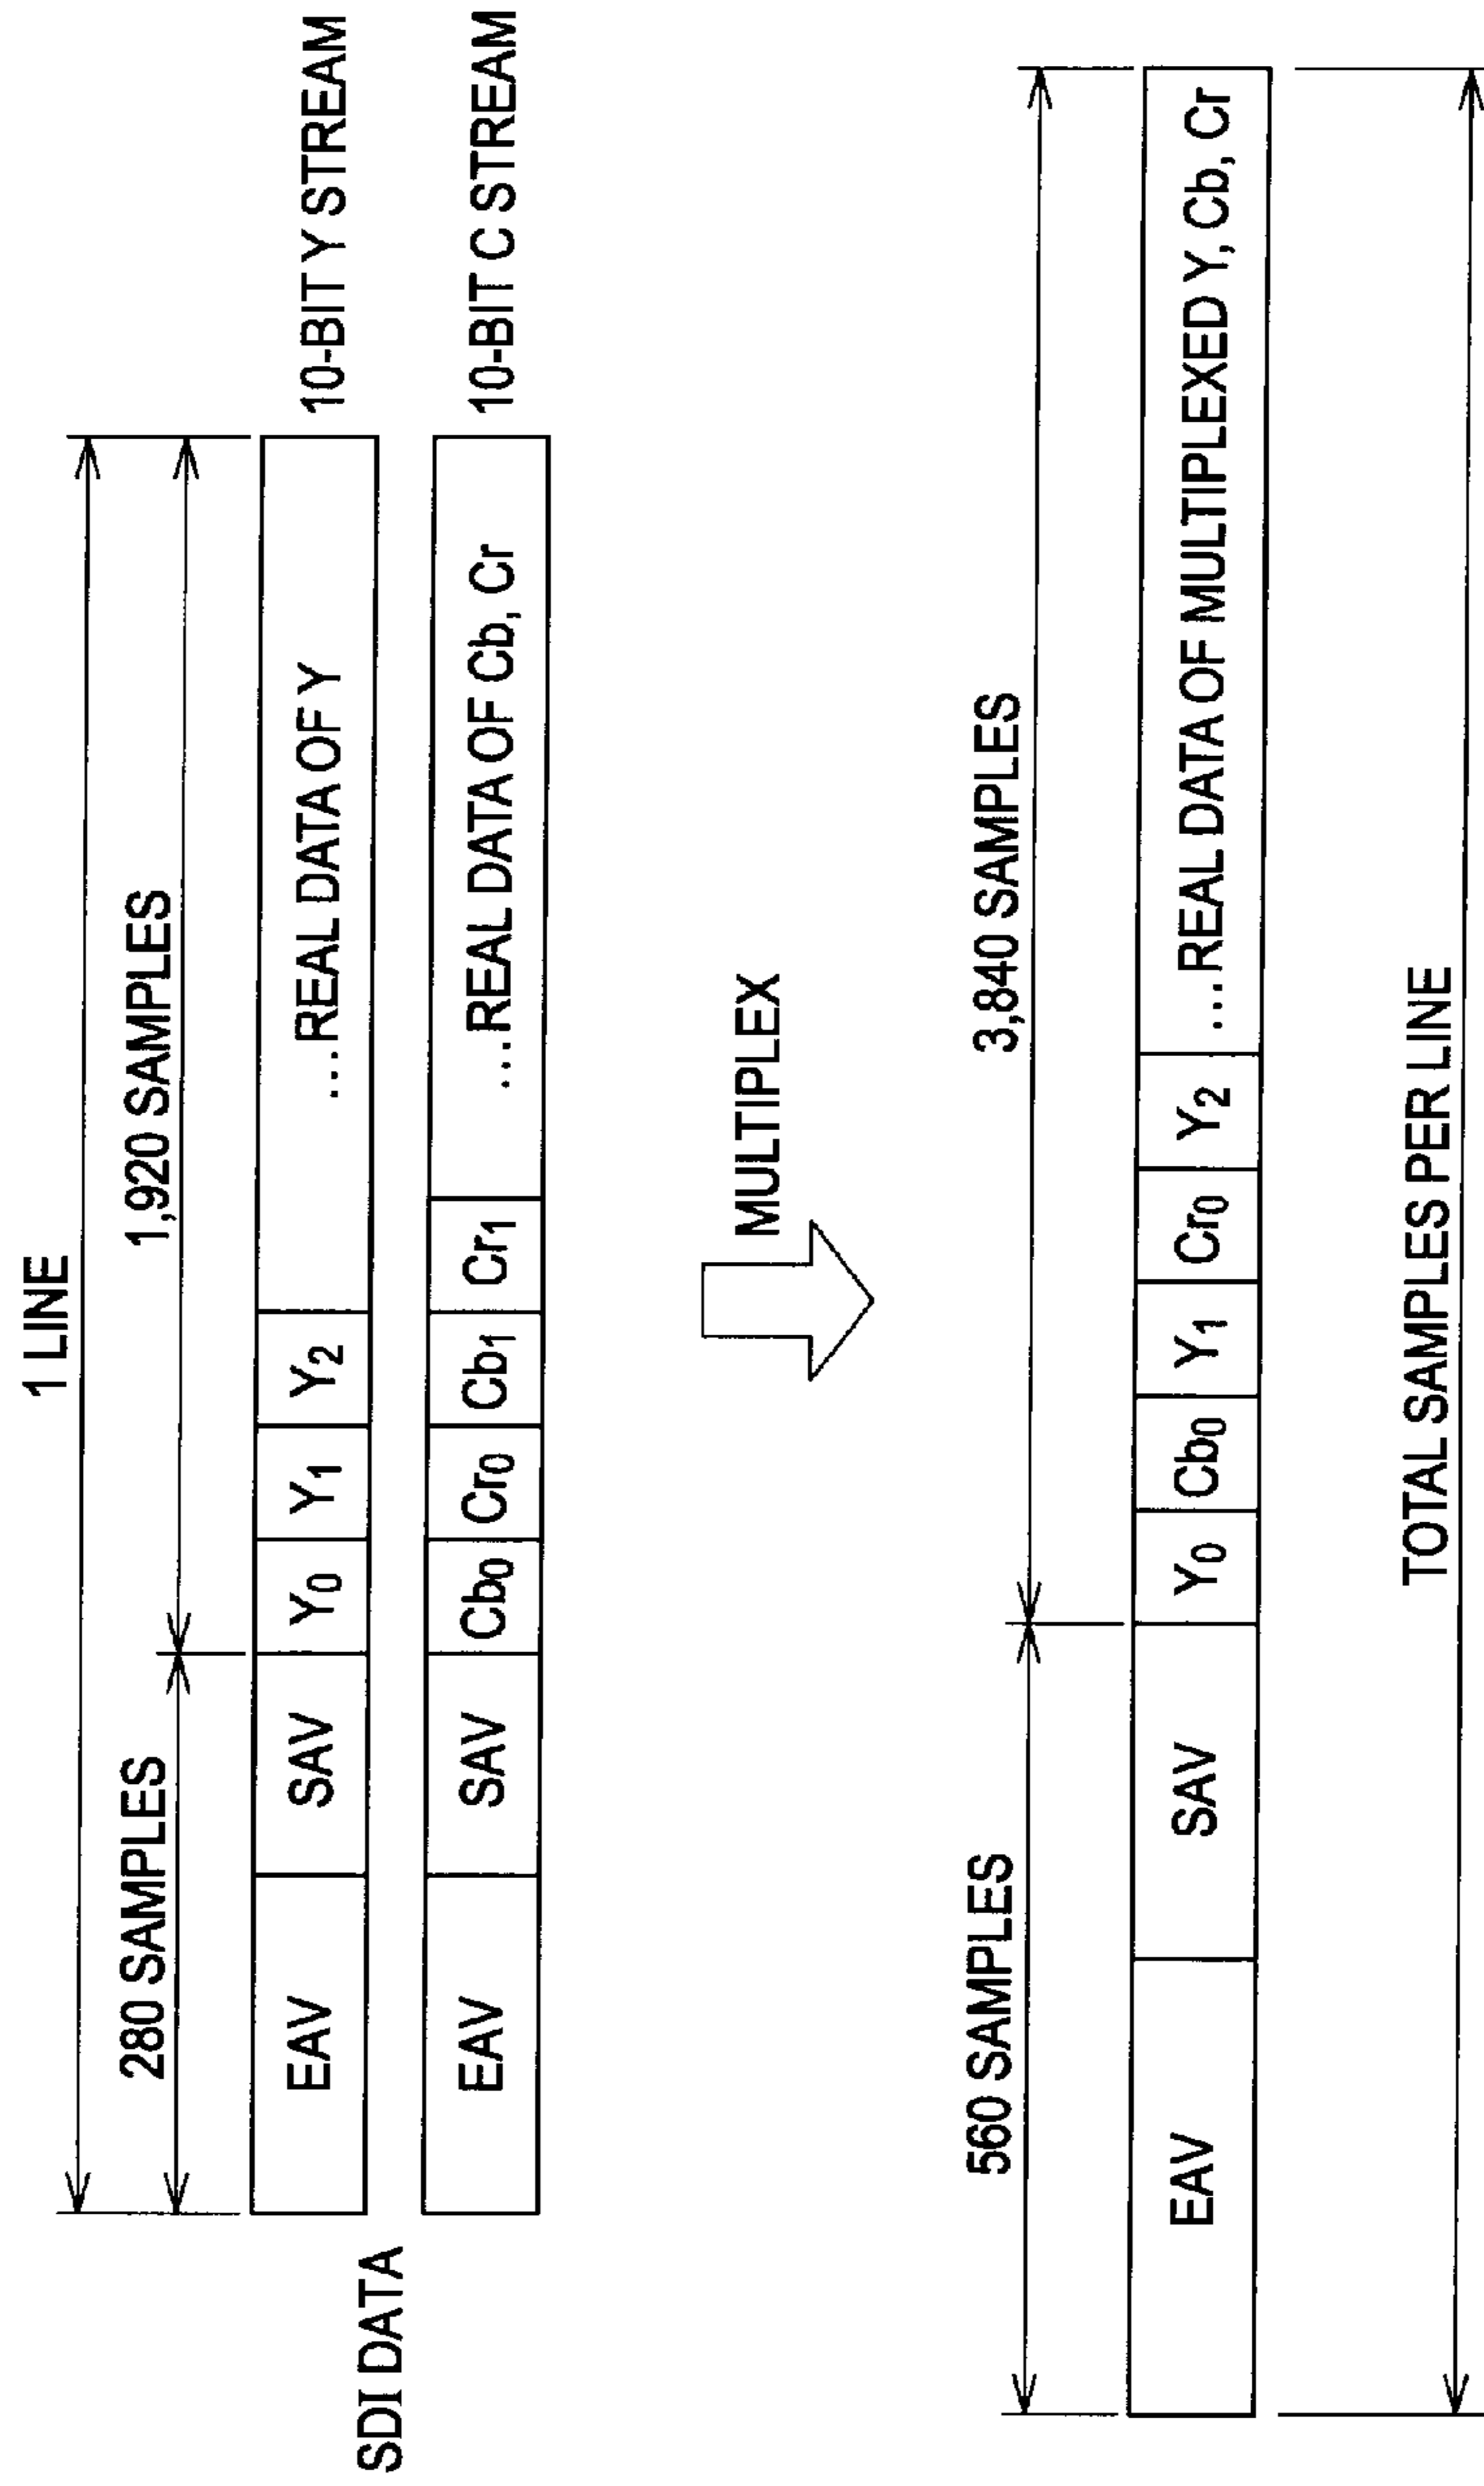 1 LINE
280 SAMPLES
1,920 SAMPLES
EAV
SAV
Y0
Y1
Y2
...REAL DATA OF Y
10-BIT Y STREAM
SDI DATA
EAV
SAV
Cb0
Cr0
Cb1
Cr1
...REAL DATA OF Cb, Cr
10-BIT C STREAM
MULTIPLEX
560 SAMPLES
3,840 SAMPLES
EAV
SAV
Y0
Cb0
Y1
Cr0
Y2
...REAL DATA OF MULTIPLEXED Y, Cb, Cr
TOTAL SAMPLES PER LINE